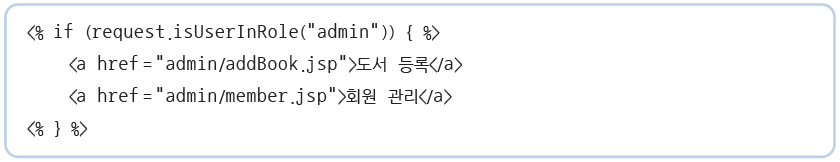 <% if (request.isUserInRole("admin")) { %>
<a href="admin/addBook.jsp">도서 등록</a>
<a href="admin/member.jsp">회원 관리</a>
<% } %>